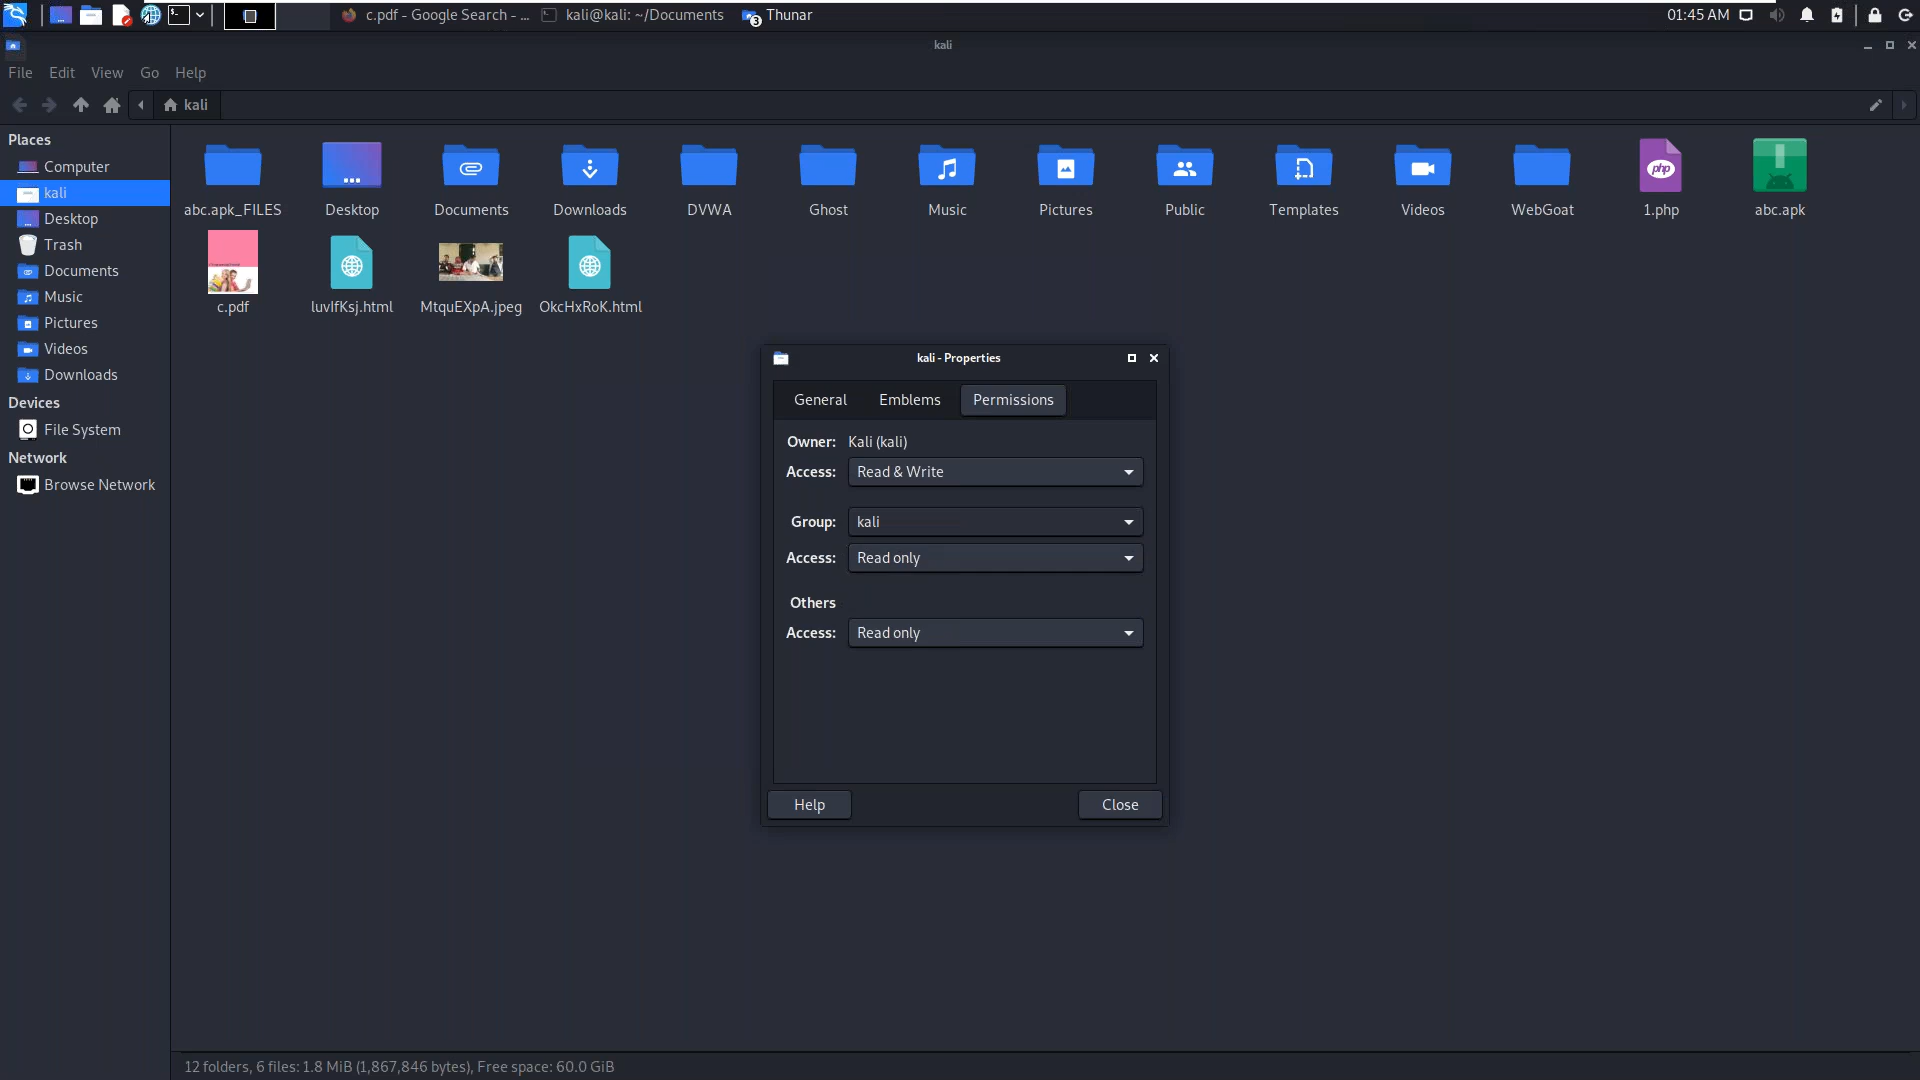 c.pdf - Google Search - ...
kali@kali: ~/Documents
3
Thunar
01:45 AM
kali
File Edit View Go Help
kali
Places
Computer
kali
Desktop
Trash
Documents
Music
Pictures
Videos
Downloads
Devices
File System
Network
Browse Network
abc.apk_FILES
Desktop
Documents
Downloads
DVWA
Ghost
Music
Pictures
Public
Templates
Videos
WebGoat
php
1.php
abc.apk
c.pdf
luvIfKsj.html
MtquEXpA.jpeg
OkcHxRoK.html
kali - Properties
General Emblems Permissions
Owner: Kali (kali)
Access: Read & Write
Group: kali
Access: Read only
Others
Access: Read only
Help Close
12 folders, 6 files: 1.8 MiB (1,867,846 bytes), Free space: 60.0 GiB